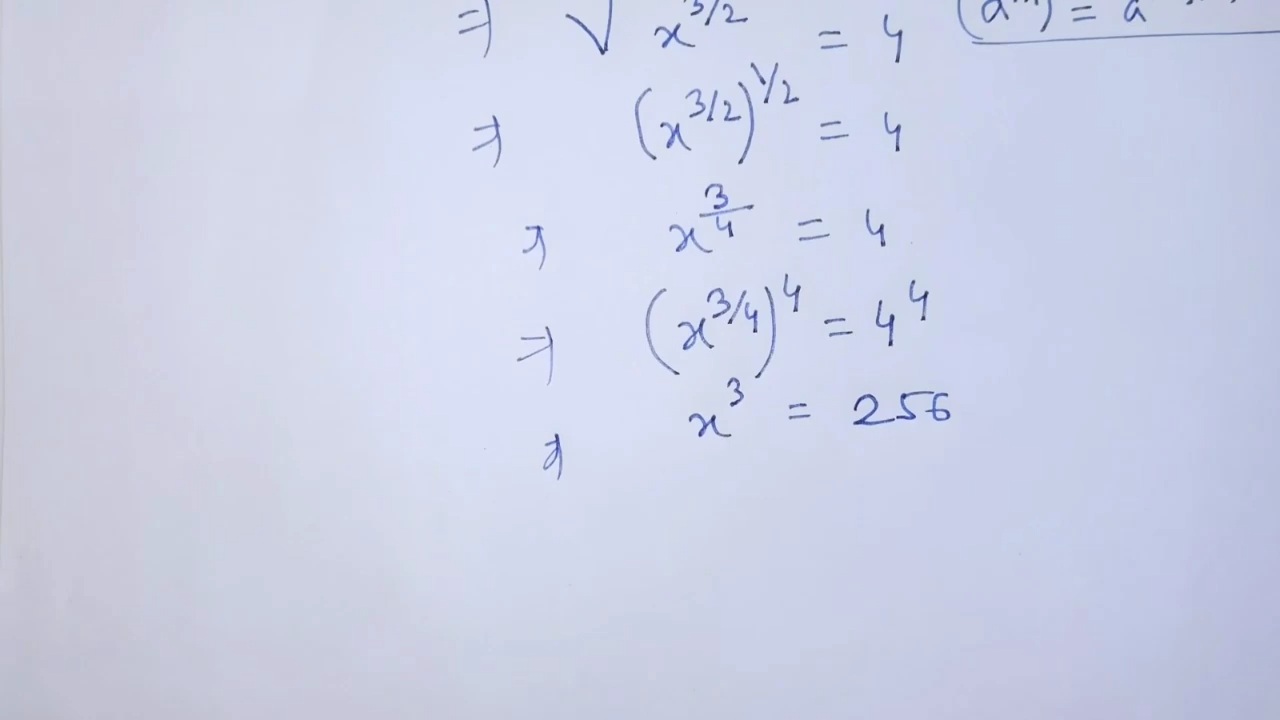 ⇒ √ x^{3/2} = 4 (a^m) = a
⇒ (x^{3/2})^{1/2} = 4
⇒ x^{3/4} = 4
⇒ (x^{3/4})^4 = 4^4
⇒ x^3 = 256